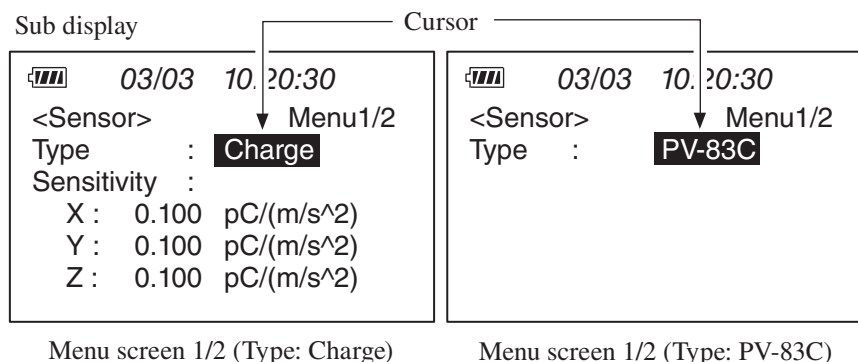 Sub display
Cursor
03/03 10:20:30
<Sensor> Menu1/2
Type : Charge
Sensitivity :
X : 0.100 pC/(m/s^2)
Y : 0.100 pC/(m/s^2)
Z : 0.100 pC/(m/s^2)
Menu screen 1/2 (Type: Charge)
03/03 10:20:30
<Sensor> Menu1/2
Type : PV-83C
Menu screen 1/2 (Type: PV-83C)